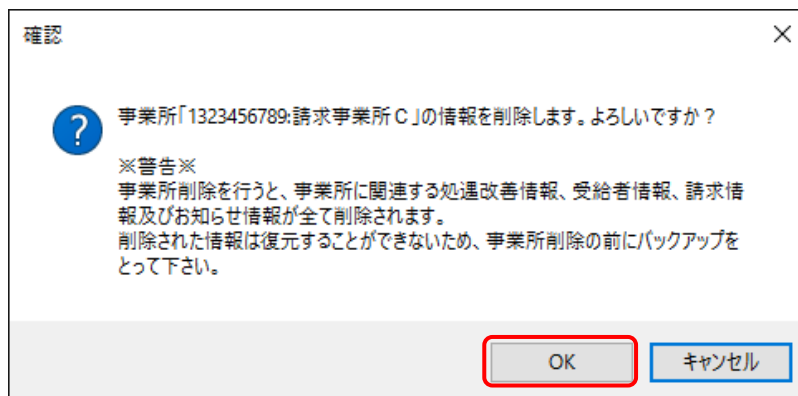 確認
事業所「1323456789:請求事業所Ｃ」の情報を削除します。よろしいですか？
※警告※
事業所削除を行うと、事業所に関連する処遇改善情報、受給者情報、請求情
報及びお知らせ情報が全て削除されます。
削除された情報は復元することができないため、事業所削除の前にバックアップを
とって下さい。
OK
キャンセル